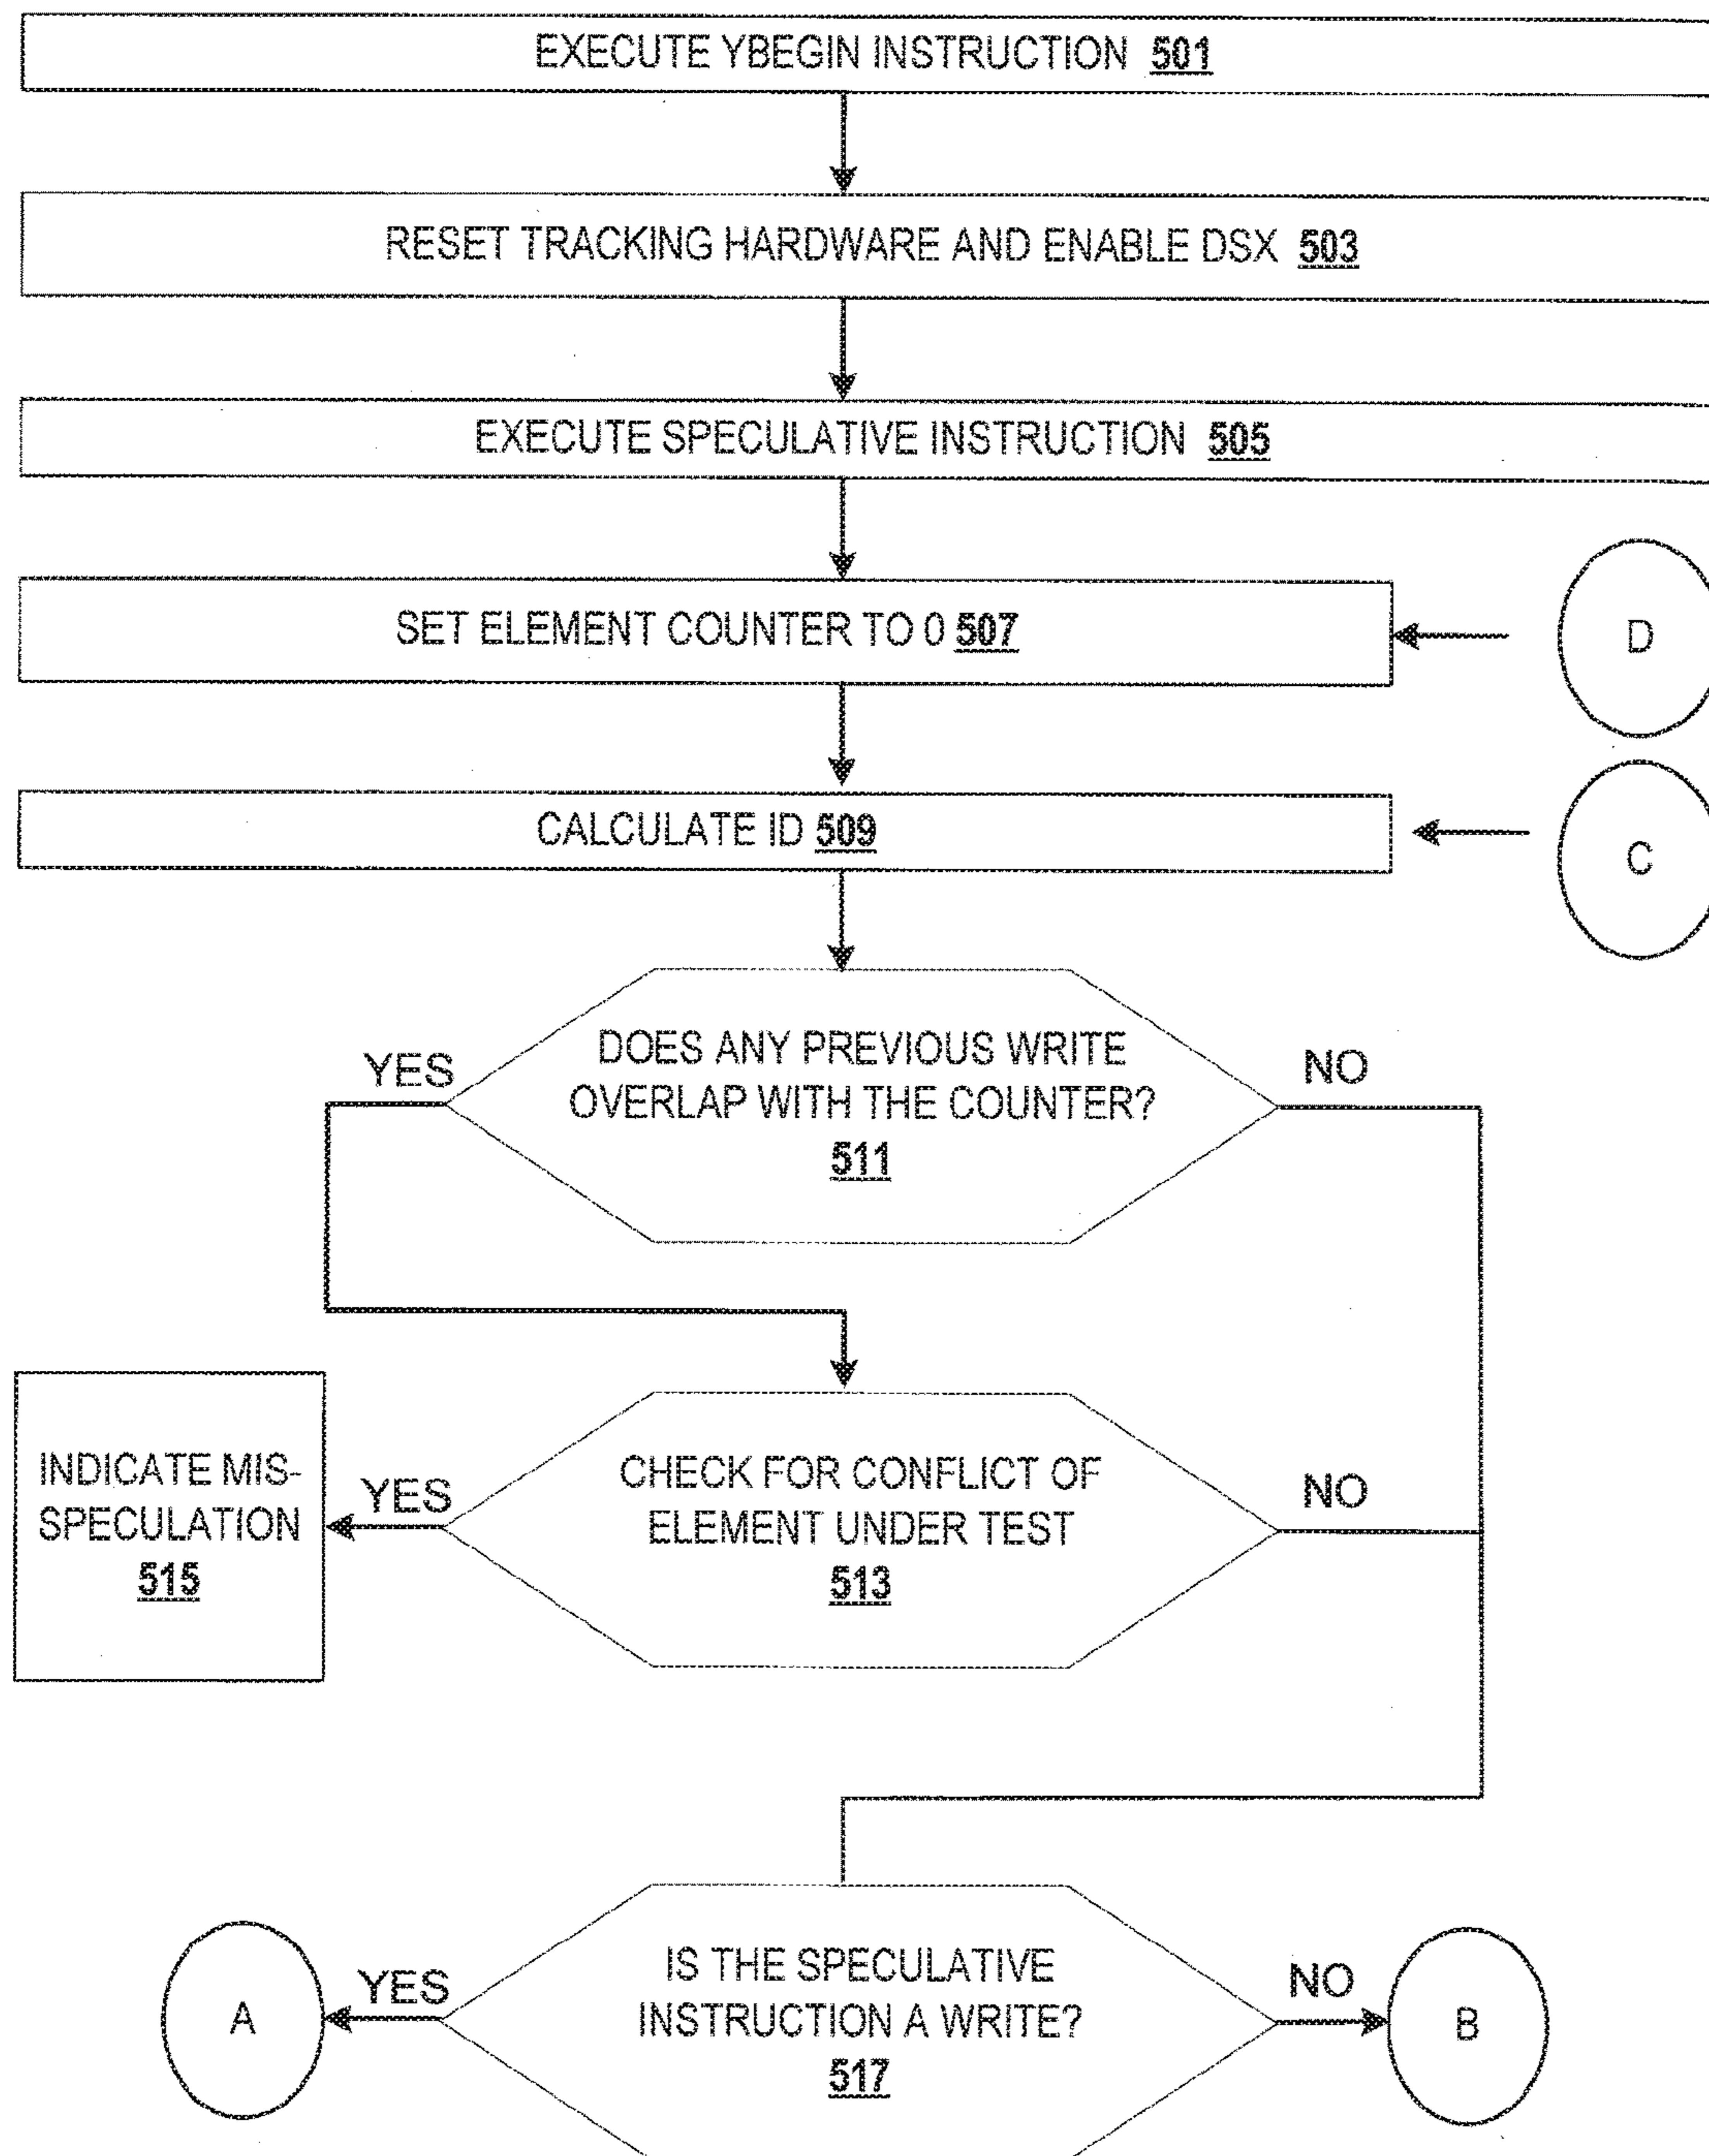 EXECUTE YBEGIN INSTRUCTION 501
RESET TRACKING HARDWARE AND ENABLE DSX 503
EXECUTE SPECULATIVE INSTRUCTION 505
SET ELEMENT COUNTER TO 0 507
D
CALCULATE ID 509
C
YES
DOES ANY PREVIOUS WRITE
OVERLAP WITH THE COUNTER?
511
NO
INDICATE MIS-
SPECULATION
515
YES
CHECK FOR CONFLICT OF
ELEMENT UNDER TEST
513
NO
A
YES
IS THE SPECULATIVE
INSTRUCTION A WRITE?
517
NO
B